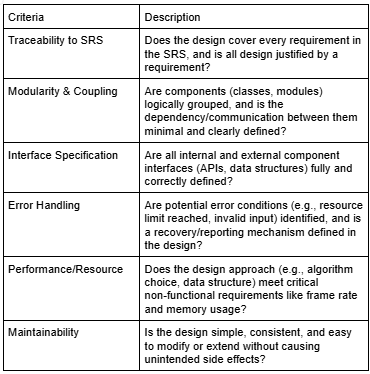 Criteria Description
Traceability to SRS Does the design cover every requirement in
the SRS, and is all design justified by a
requirement?
Modularity & Coupling Are components (classes, modules)
logically grouped, and is the
dependency/communication between them
minimal and clearly defined?
Interface Specification Are all internal and external component
interfaces (APIs, data structures) fully and
correctly defined?
Error Handling Are potential error conditions (e.g., resource
limit reached, invalid input) identified, and is
a recovery/reporting mechanism defined in
the design?
Performance/Resource Does the design approach (e.g., algorithm
choice, data structure) meet critical
non-functional requirements like frame rate
and memory usage?
Maintainability Is the design simple, consistent, and easy
to modify or extend without causing
unintended side effects?